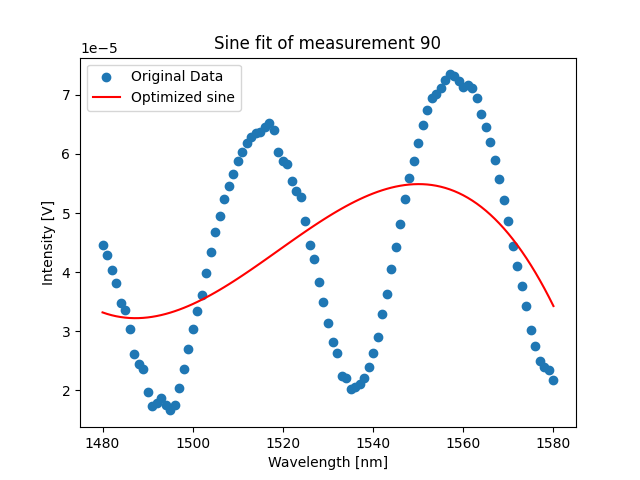 Sine fit of measurement 90
1e−5
Original Data
Optimized sine
7
6
5
4
3
2
Intensity [V]
1480 1500 1520 1540 1560 1580
Wavelength [nm]